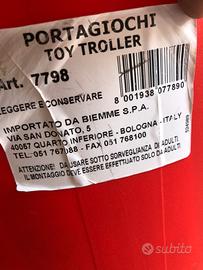 PORTAGIOCHI
TOY TROLLER
Art. 7798
LEGGERE E CONSERVARE
8 001938 077890
IMPORTATO DA BIEMME S.P.A.
VIA SAN DONATO, 5
40057 QUARTO INFERIORE - BOLOGNA - ITALY
TEL. 051 767088 - FAX 051 768100
ATTENZIONE! DA USARE SOTTO SORVEGLIANZA DI ADULTI.
IL MONTAGGIO DEVE ESSERE EFFETTUATO DA ADULTI
subito